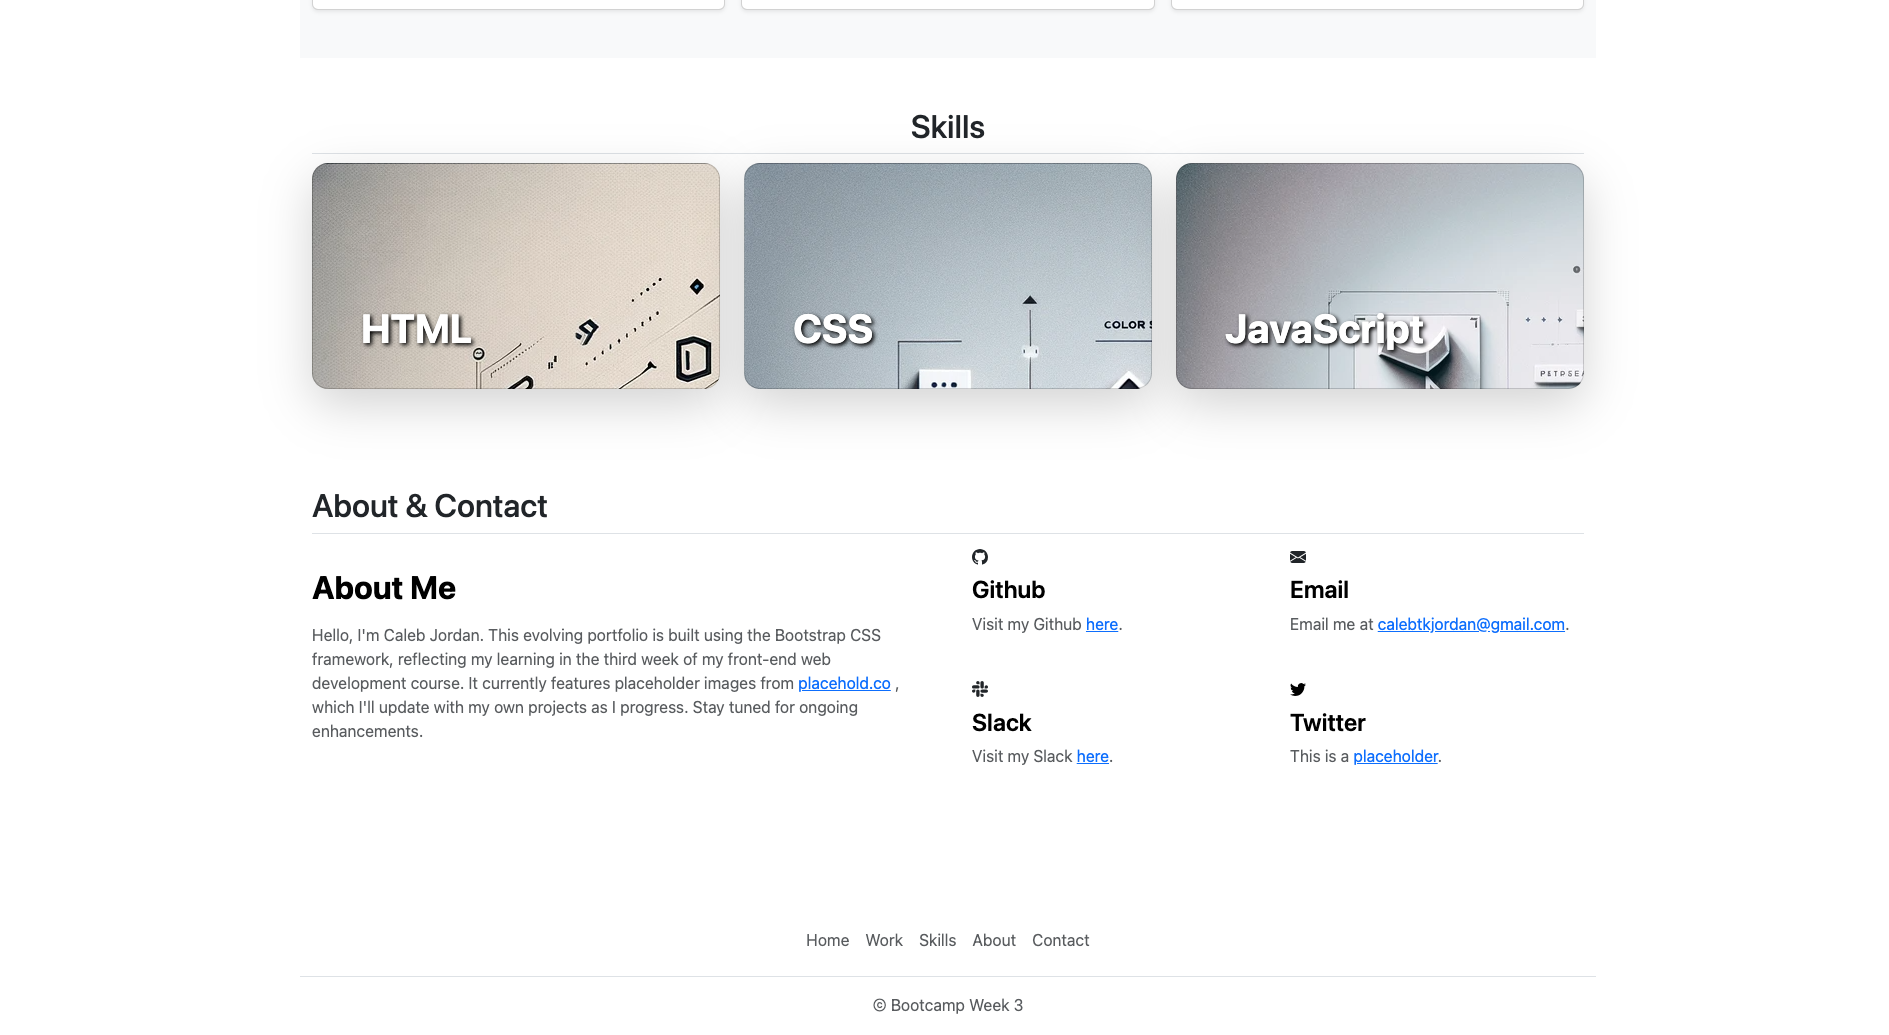 Skills
HTML
CSS
COLOR
JavaScript
About & Contact
About Me
Hello, I'm Caleb Jordan. This evolving portfolio is built using the Bootstrap CSS
framework, reflecting my learning in the third week of my front-end web
development course. It currently features placeholder images from placehold.co ,
which I'll update with my own projects as I progress. Stay tuned for ongoing
enhancements.
Github
Visit my Github here.
Email
Email me at calebtkjordan@gmail.com.
Slack
Visit my Slack here.
Twitter
This is a placeholder.
Home Work Skills About Contact
© Bootcamp Week 3